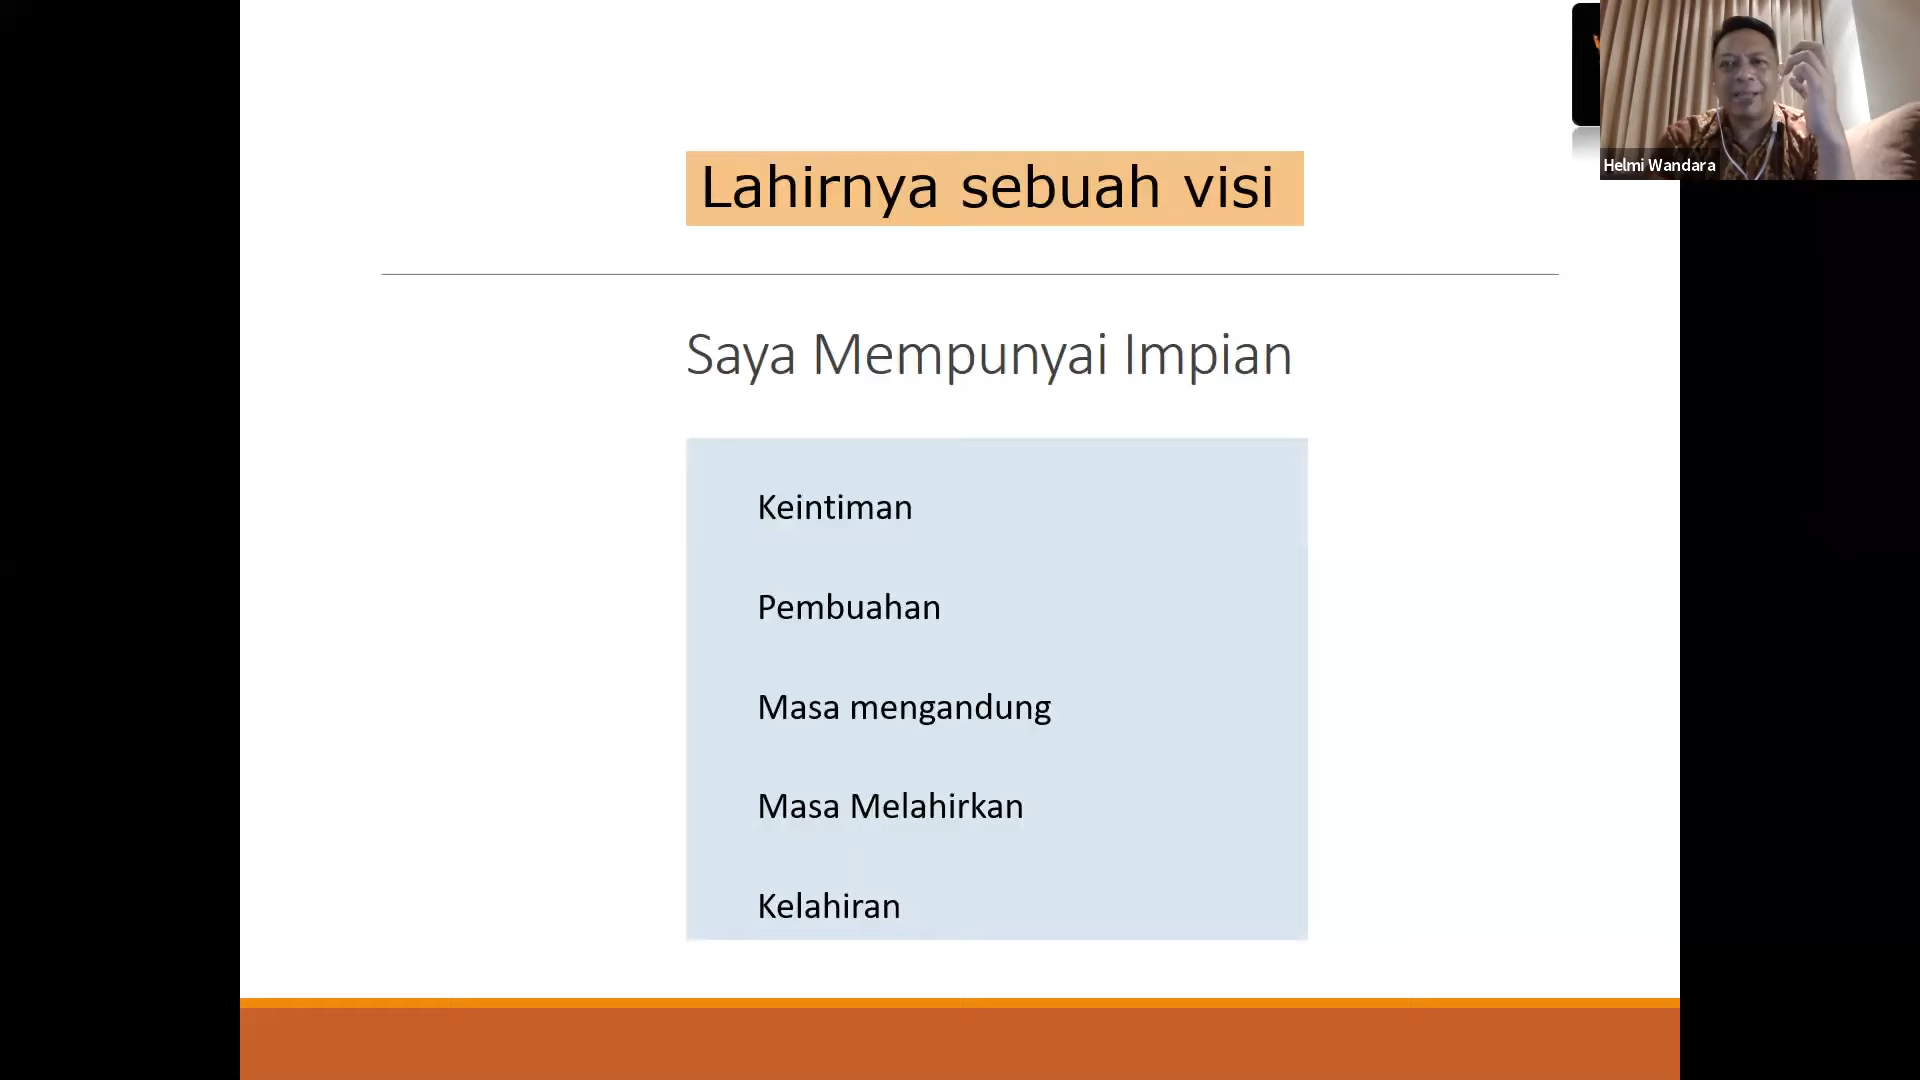 Lahirnya sebuah visi
Helmi Wandara
Saya Mempunyai Impian
Keintiman
Pembuahan
Masa mengandung
Masa Melahirkan
Kelahiran